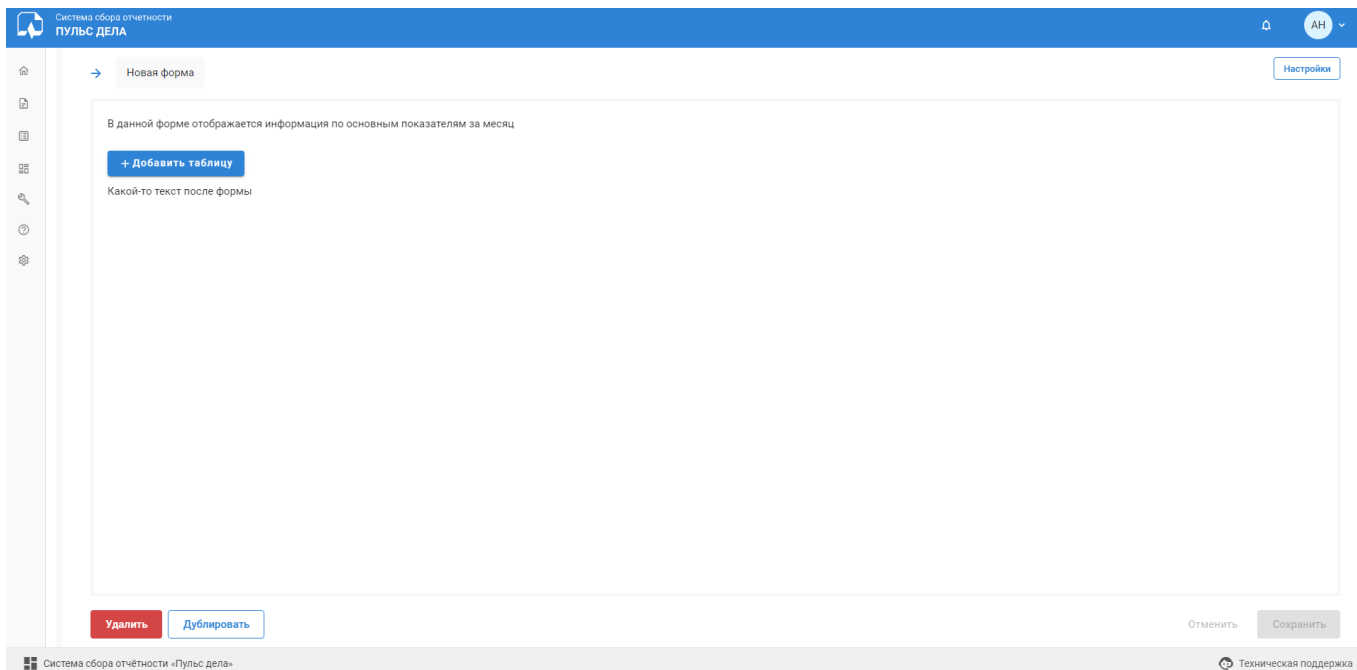 Система сбора отчетности
ПУЛЬС ДЕЛА
АН
Новая форма
Настройки
В данной форме отображается информация по основным показателям за месяц
+ Добавить таблицу
Какой-то текст после формы
Удалить
Дублировать
Отменить
Сохранить
Система сбора отчётности «Пульс дела»
Техническая поддержка